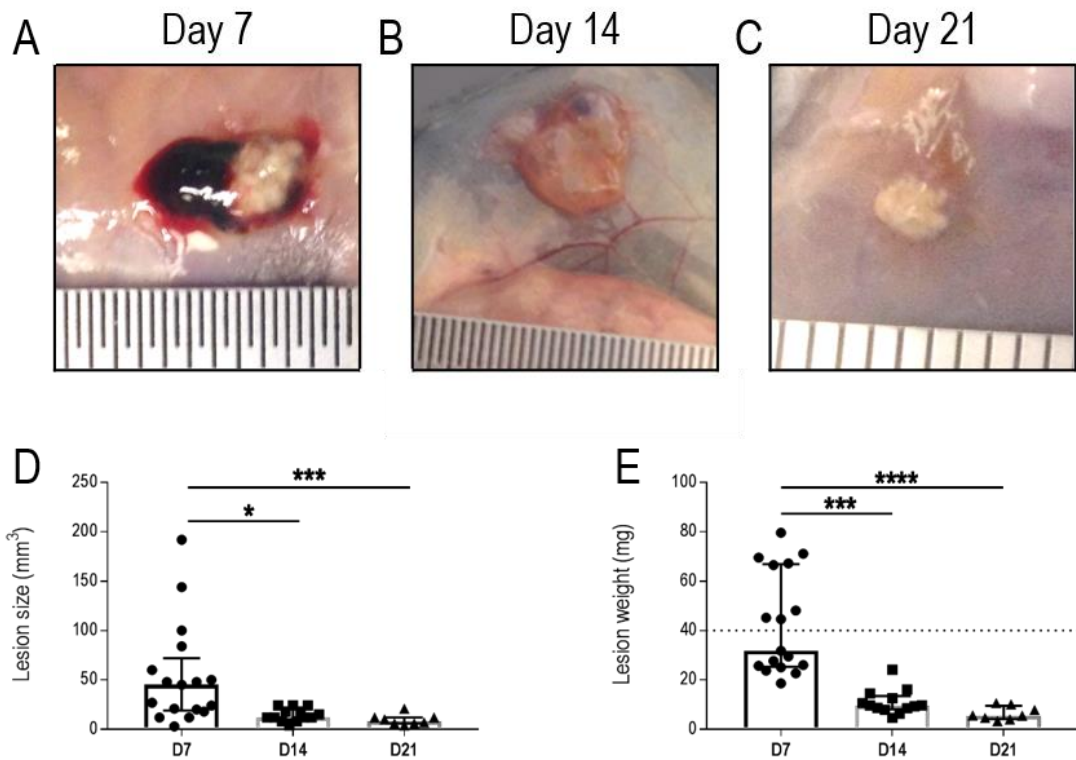 A Day 7
B Day 14
C Day 21
D
Lesion size (mm³)
250
200
150
100
50
0
***
*
D7 D14 D21
E
Lesion weight (mg)
100
80
60
40
20
0
****
***
D7 D14 D21